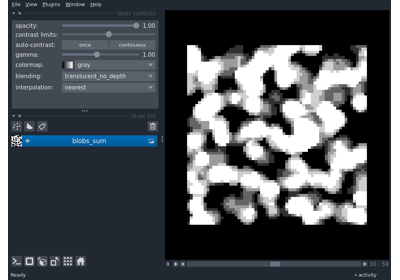 File View Plugins Window Help
layer controls
opacity: 1.00
contrast limits:
auto-contrast: once continuous
gamma: 1.00
colormap: gray
blending: translucent_no_depth
interpolation: nearest
layer list
blobs_sum
30 59
Ready activity